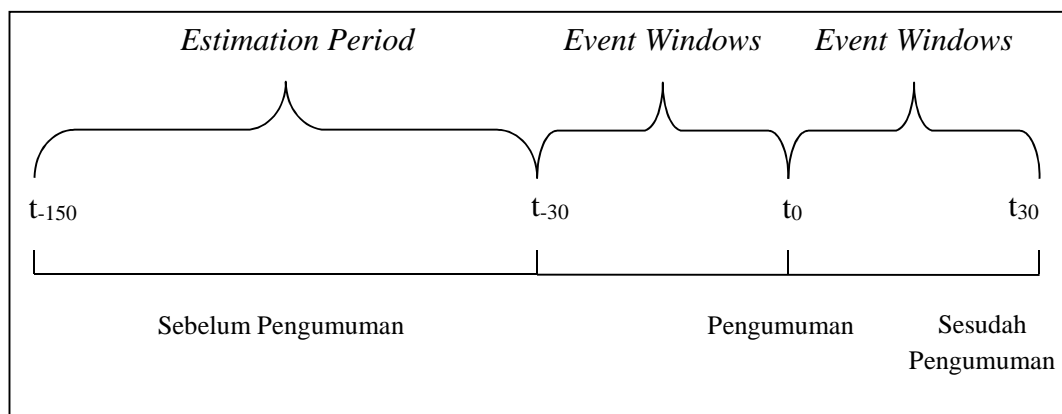 Estimation Period Event Windows Event Windows
t-150 t-30 t0 t30
Sebelum Pengumuman Pengumuman Sesudah
Pengumuman